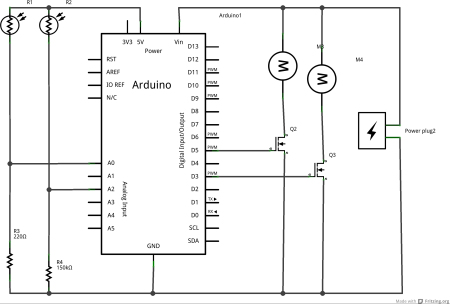 R1
R2
Arduino1
3V3 5V
Vin
Power
D13
M3
RST
D12
M4
AREF
PWM
D11
IO REF
Arduino
PWM
D10
N/C
PWM
D9
D8
D7
Digital Input/Output
PWM
D6
Q2
Power plug2
PWM
D5
D4
Q3
A0
PWM
D3
A1
D2
A2
Analog Input
TX
D1
A3
RX
D0
A4
SCL
A5
SDA
R3
220Ω
GND
R4
150kΩ
Made with Fritzing.org